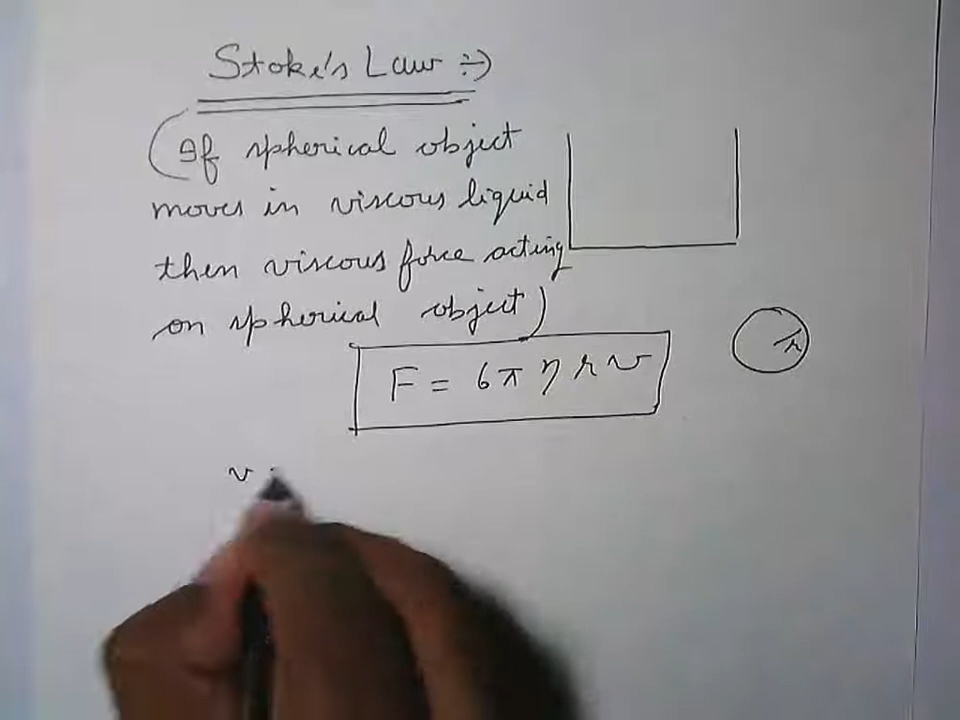 Stoke's Law ÷)
(If spherical object
moves in viscous liquid
then viscous force acting
on spherical object)
F = 6π η r v
r
v